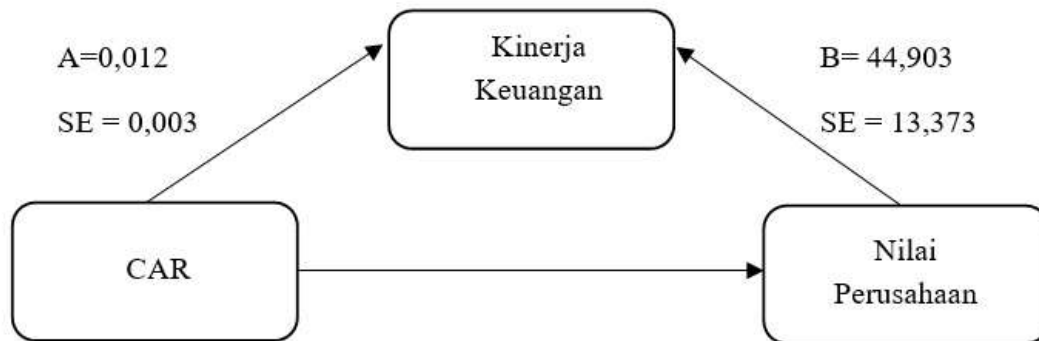 A=0,012
SE = 0,003
Kinerja
Keuangan
B= 44,903
SE = 13,373
CAR
Nilai
Perusahaan